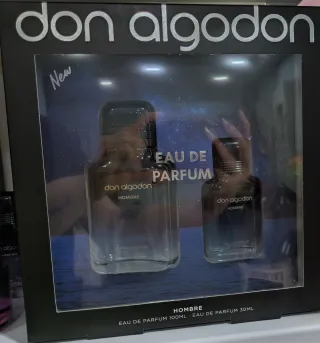 don algodon
New
EAU DE
PARFUM
don algodon
HOMBRE
don algodon
HOMBRE
HOMBRE
EAU DE PARFUM 100ML - EAU DE PARFUM 30ML